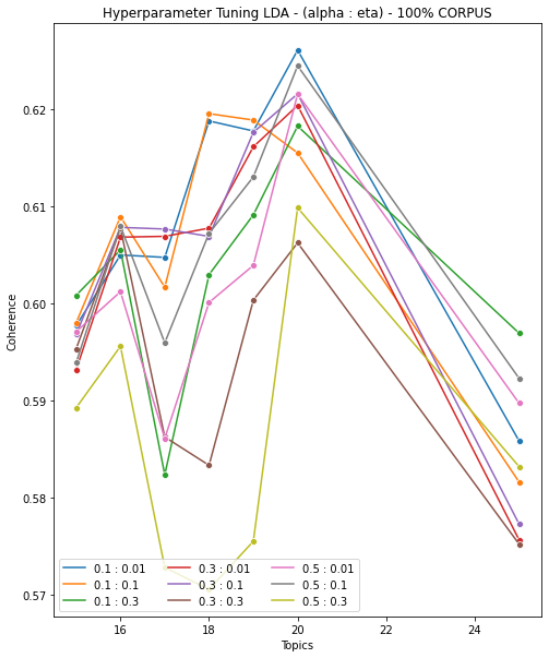 Hyperparameter Tuning LDA - (alpha : eta) - 100% CORPUS
Coherence
0.62
0.61
0.60
0.59
0.58
0.57
0.1 : 0.01 0.3 : 0.01 0.5 : 0.01
0.1 : 0.1 0.3 : 0.1 0.5 : 0.1
0.1 : 0.3 0.3 : 0.3 0.5 : 0.3
16 18 20 22 24
Topics